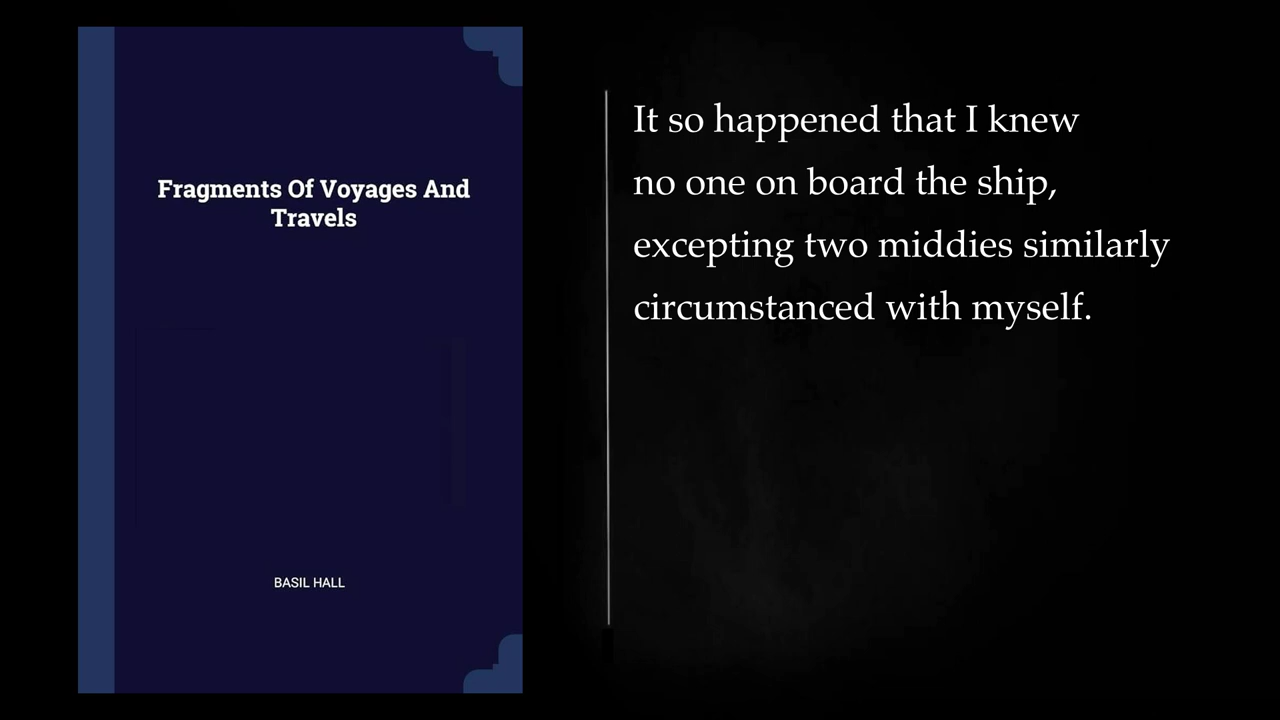 Fragments Of Voyages And
Travels
BASIL HALL
It so happened that I knew
no one on board the ship,
excepting two middies similarly
circumstanced with myself.